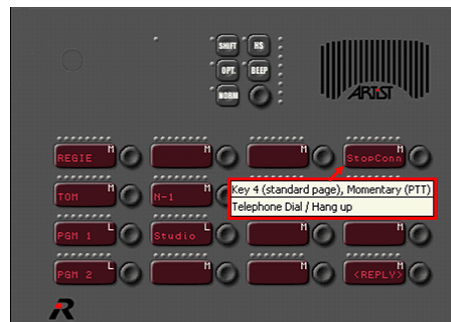 SHIFT HS
OPT. BEEP
NORM
ARTIST
REGIE M M M StopConn M
TOM M N-1 M
Key 4 (standard page), Momentary (PTT)
Telephone Dial / Hang up
PGM 1 L Studio L M M
PGM 2 L M M <REPLY> M
R